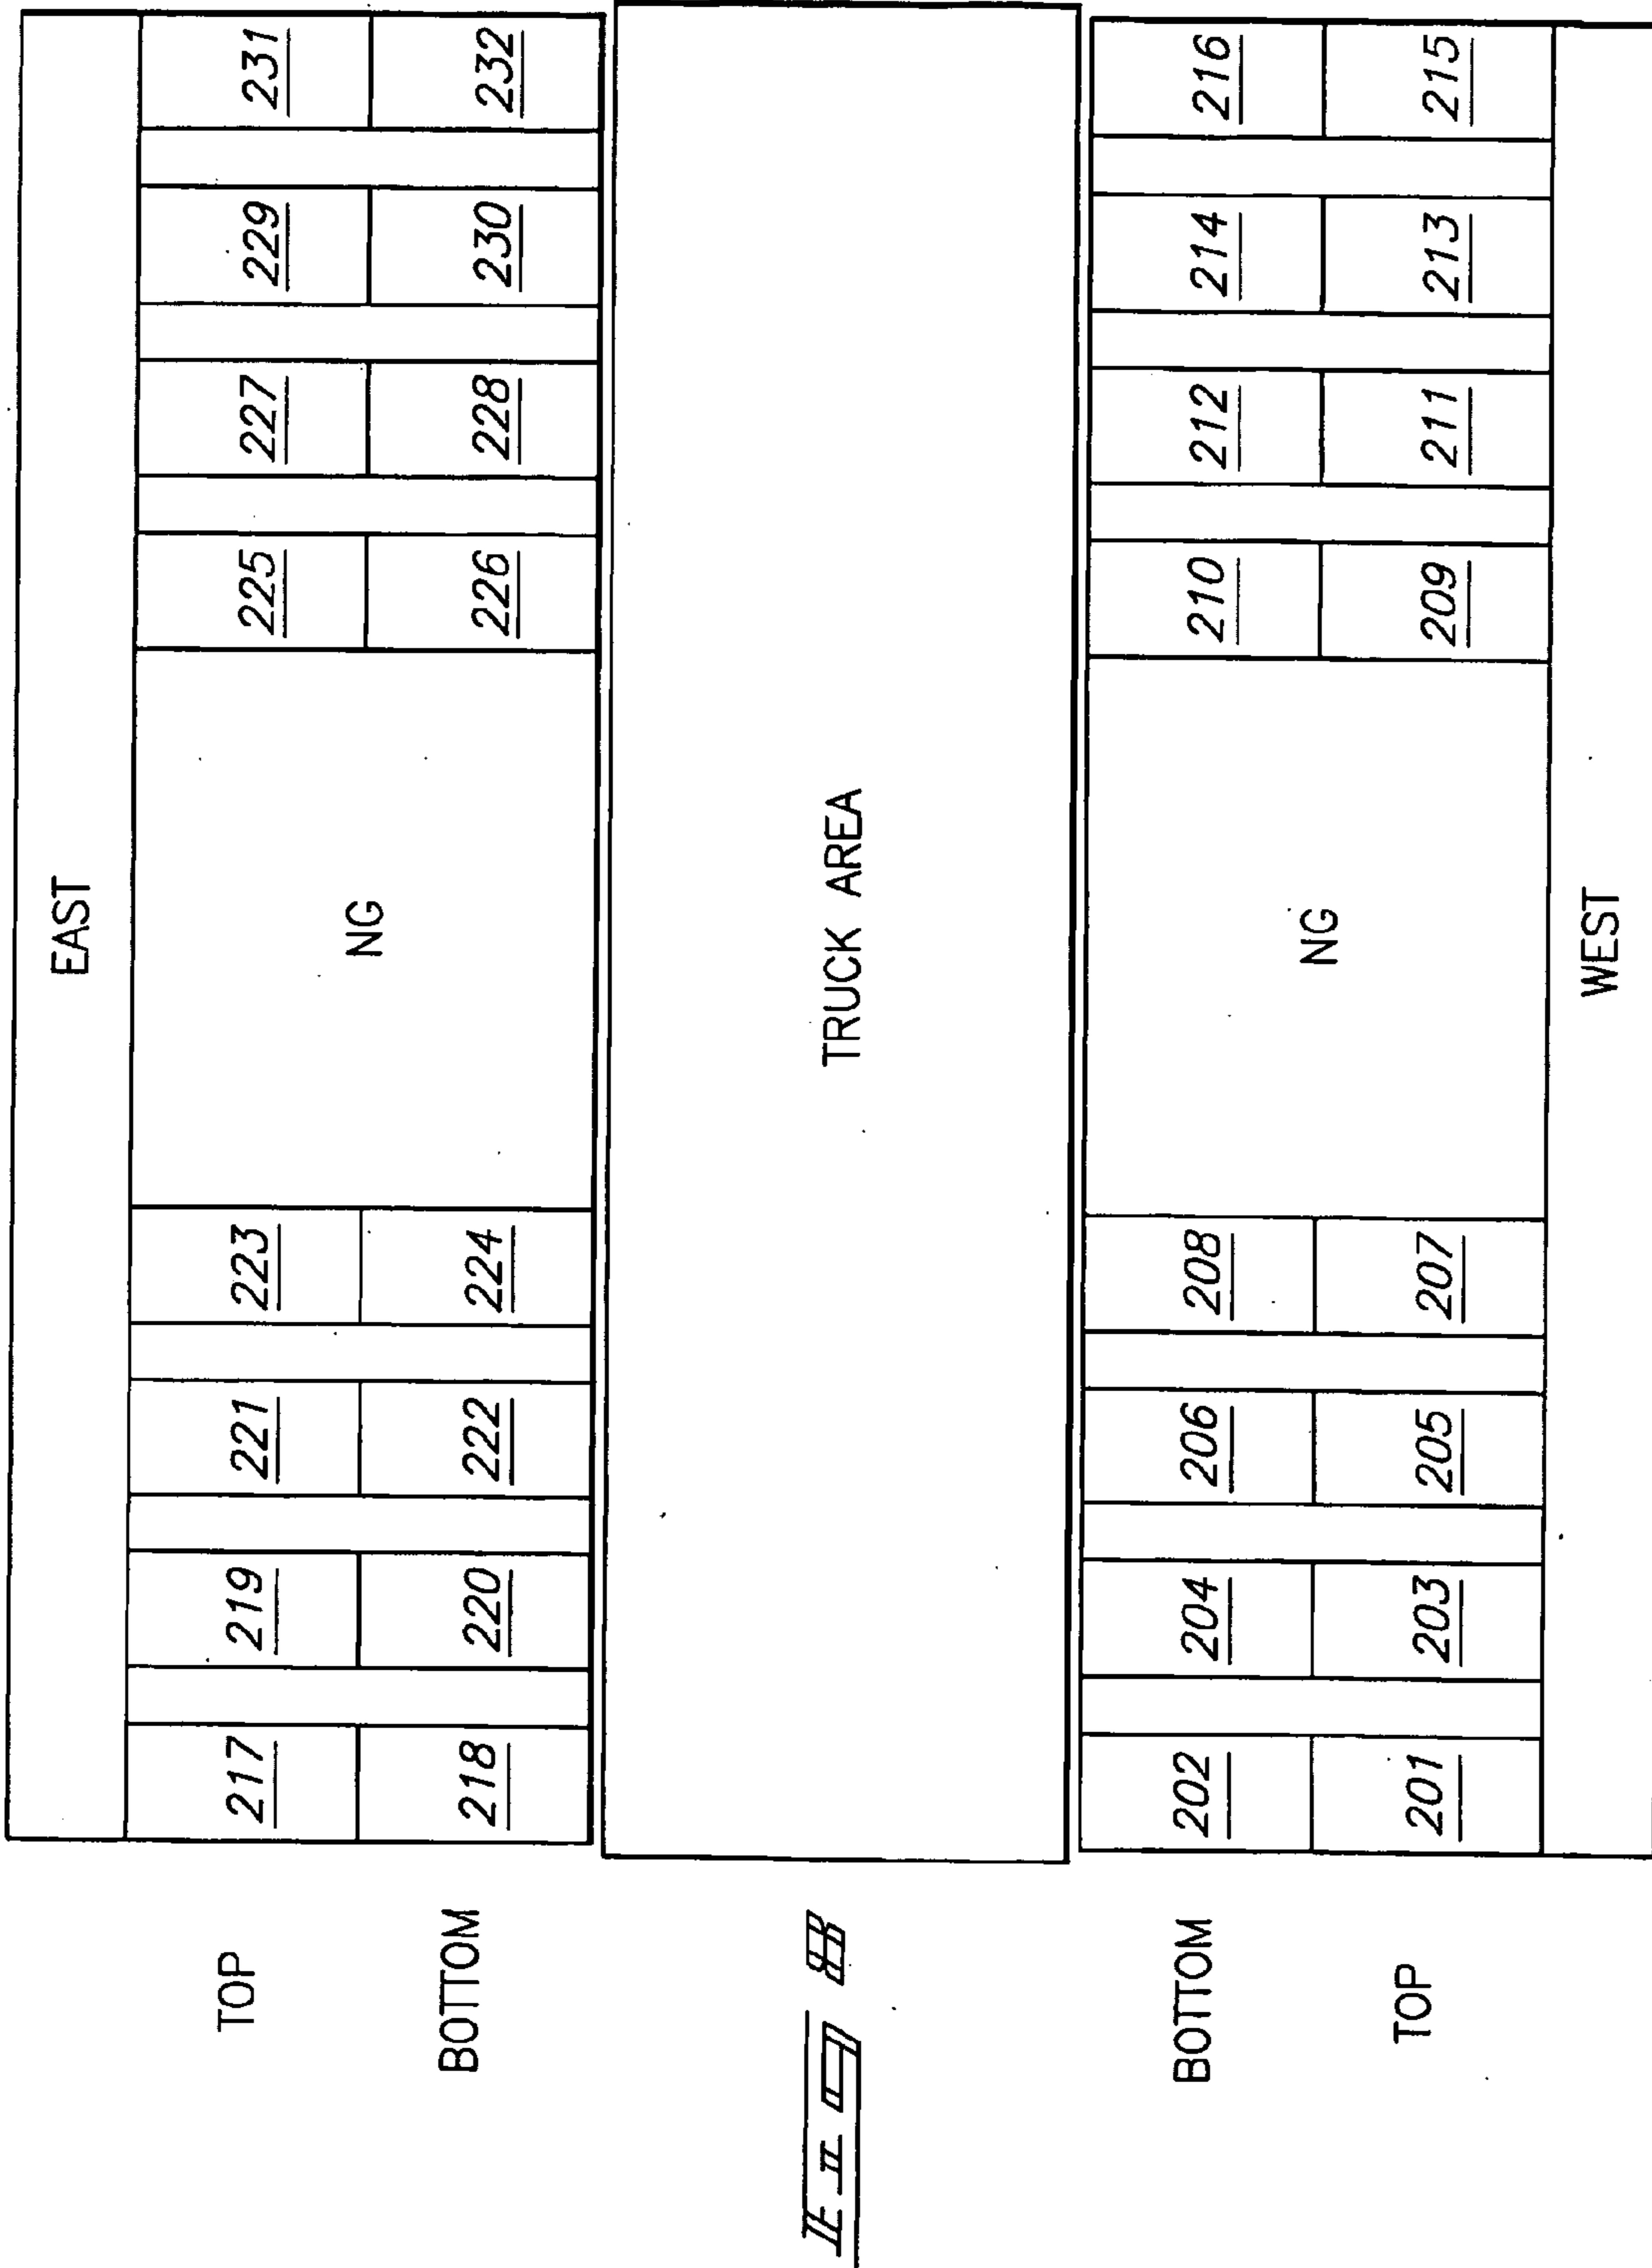 EAST
TOP 217 219 221 223 225 227 229 231
NG
BOTTOM 218 220 222 224 226 228 230 232
FIG 8 TRUCK AREA
BOTTOM 202 204 206 208 210 212 214 216
NG
TOP 201 203 205 207 209 211 213 215
WEST